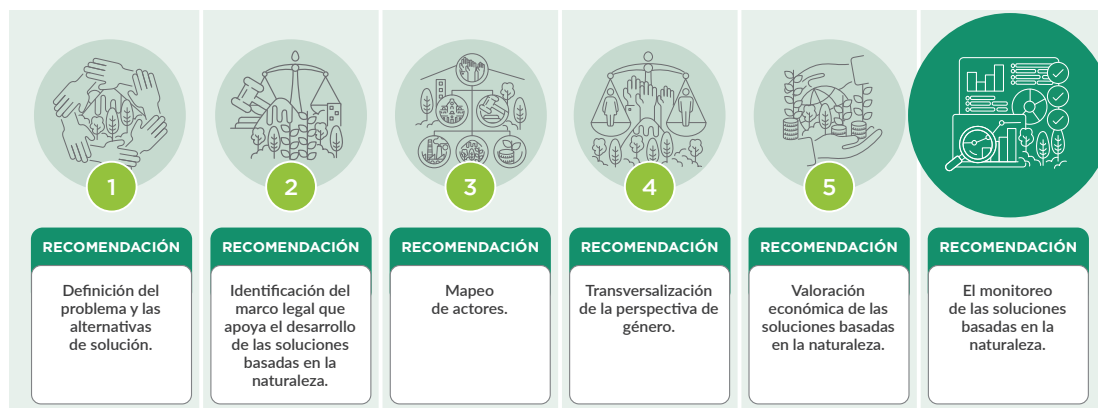 1
RECOMENDACIÓN
Definición del
problema y las
alternativas
de solución.
2
RECOMENDACIÓN
Identificación del
marco legal que
apoya el desarrollo
de las soluciones
basadas en la
naturaleza.
3
RECOMENDACIÓN
Mapeo
de actores.
4
RECOMENDACIÓN
Transversalización
de la perspectiva de
género.
5
RECOMENDACIÓN
Valoración
económica de las
soluciones basadas
en la naturaleza.
RECOMENDACIÓN
El monitoreo
de las soluciones
basadas en la
naturaleza.